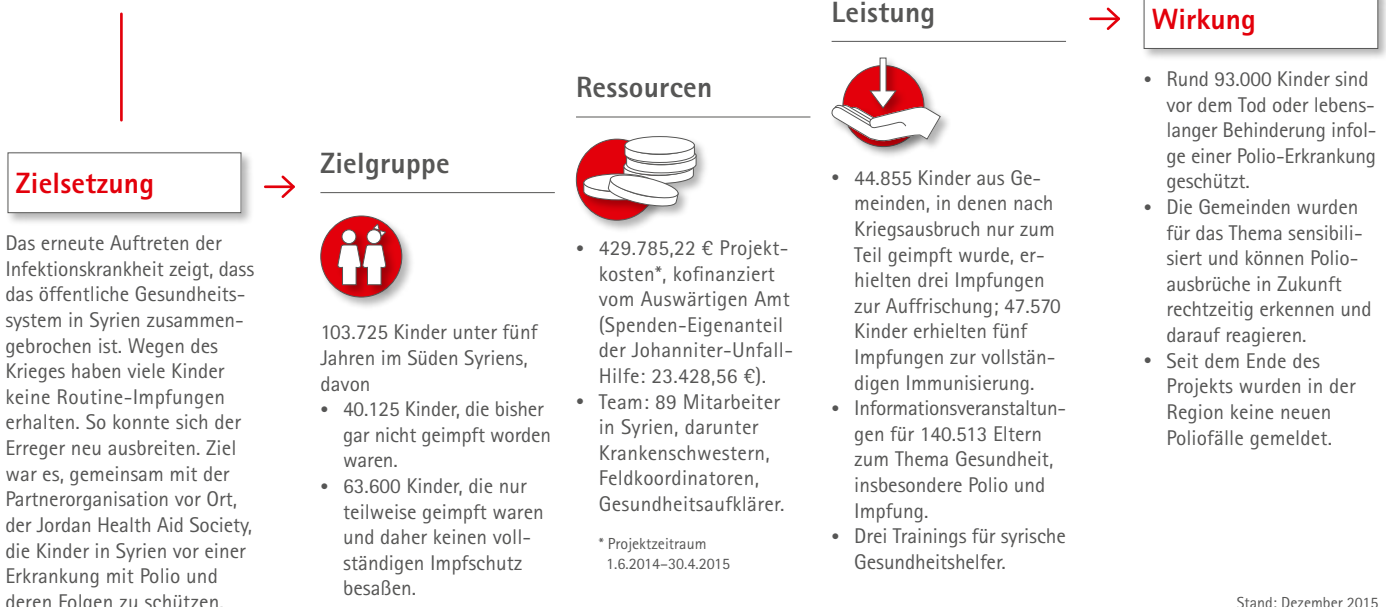 Zielsetzung
Das erneute Auftreten der
Infektionskrankheit zeigt, dass
das öffentliche Gesundheits-
system in Syrien zusammen-
gebrochen ist. Wegen des
Krieges haben viele Kinder
keine Routine-Impfungen
erhalten. So konnte sich der
Erreger neu ausbreiten. Ziel
war es, gemeinsam mit der
Partnerorganisation vor Ort,
der Jordan Health Aid Society,
die Kinder in Syrien vor einer
Erkrankung mit Polio und
deren Folgen zu schützen.
Zielgruppe
103.725 Kinder unter fünf
Jahren im Süden Syriens,
davon
• 40.125 Kinder, die bisher
gar nicht geimpft worden
waren.
• 63.600 Kinder, die nur
teilweise geimpft waren
und daher keinen voll-
ständigen Impfschutz
besaßen.
Ressourcen
• 429.785,22 € Projekt-
kosten*, kofinanziert
vom Auswärtigen Amt
(Spenden-Eigenanteil
der Johanniter-Unfall-
Hilfe: 23.428,56 €).
• Team: 89 Mitarbeiter
in Syrien, darunter
Krankenschwestern,
Feldkoordinatoren,
Gesundheitsaufklärer.
* Projektzeitraum
1.6.2014–30.4.2015
Leistung
• 44.855 Kinder aus Ge-
meinden, in denen nach
Kriegsausbruch nur zum
Teil geimpft wurde, er-
hielten drei Impfungen
zur Auffrischung; 47.570
Kinder erhielten fünf
Impfungen zur vollstän-
digen Immunisierung.
• Informationsveranstaltun-
gen für 140.513 Eltern
zum Thema Gesundheit,
insbesondere Polio und
Impfung.
• Drei Trainings für syrische
Gesundheitshelfer.
Wirkung
• Rund 93.000 Kinder sind
vor dem Tod oder lebens-
langer Behinderung infol-
ge einer Polio-Erkrankung
geschützt.
• Die Gemeinden wurden
für das Thema sensibili-
siert und können Polio-
ausbrüche in Zukunft
rechtzeitig erkennen und
darauf reagieren.
• Seit dem Ende des
Projekts wurden in der
Region keine neuen
Poliofälle gemeldet.
Stand: Dezember 2015